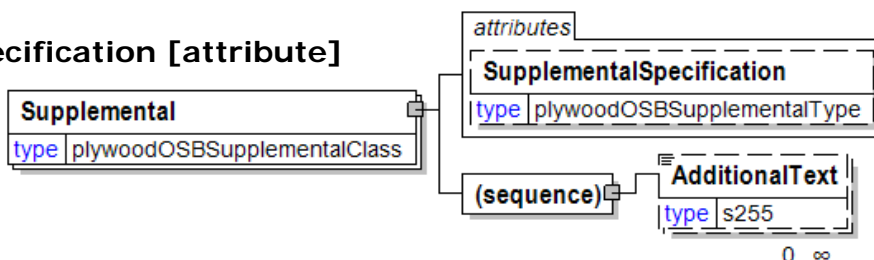 ecification [attribute]
attributes
SupplementalSpecification
type plywoodOSBSupplementalType
Supplemental
type plywoodOSBSupplementalClass
(sequence)
AdditionalText
type s255
0 ∞